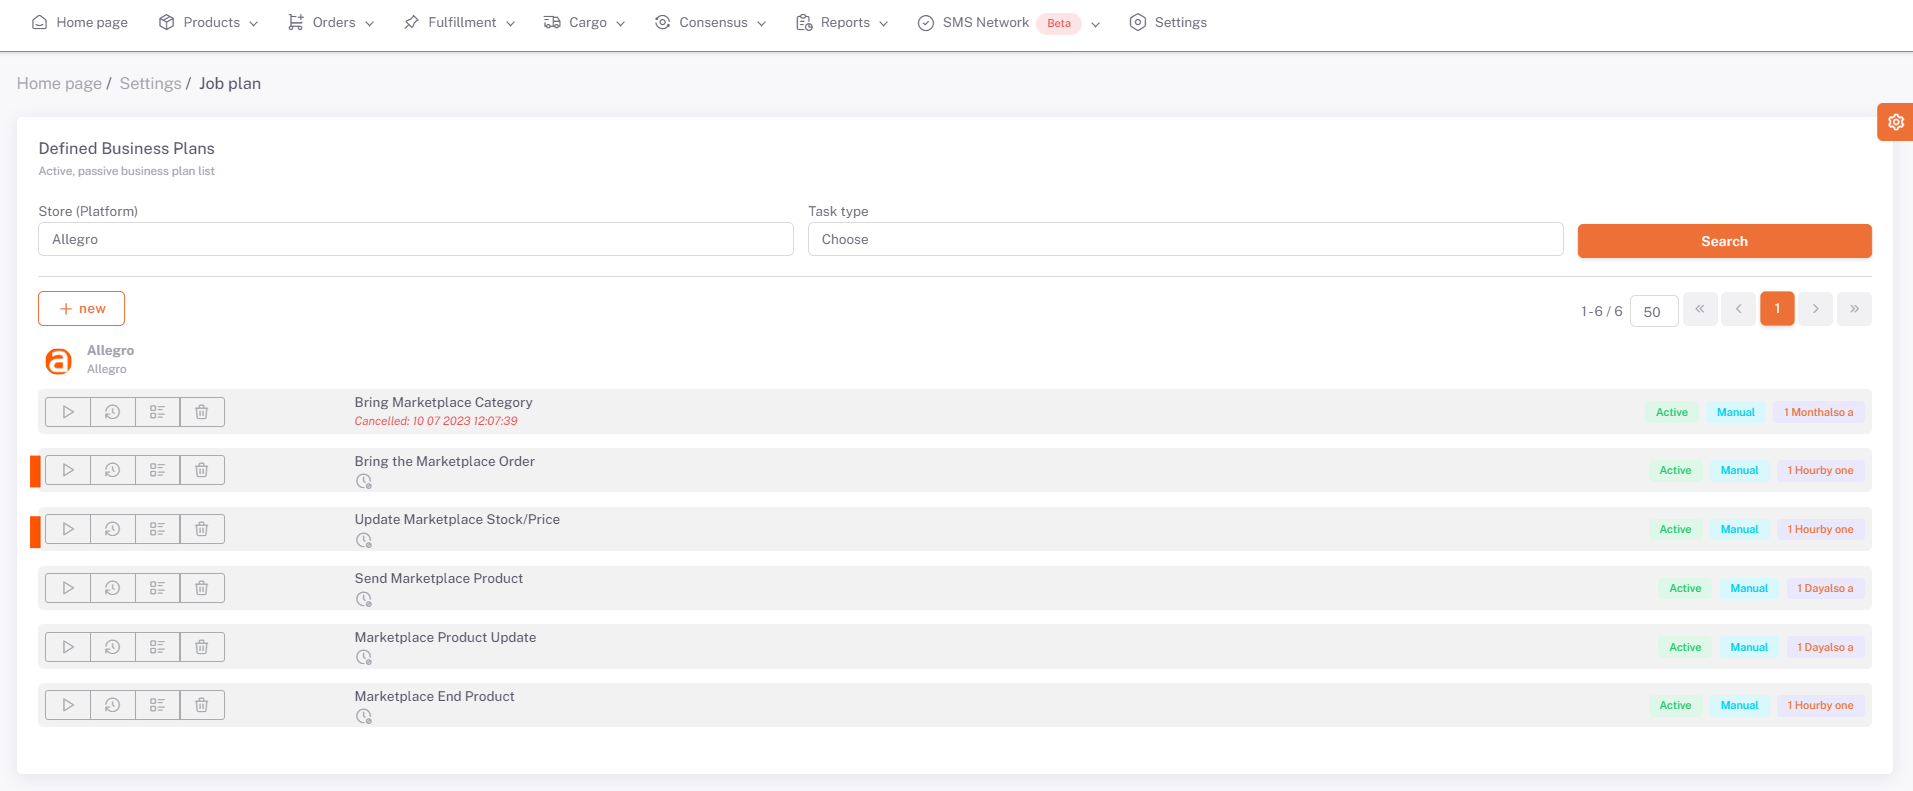 Home page Products Orders Fulfillment Cargo Consensus Reports SMS Network Beta Settings
Home page / Settings / Job plan
Defined Business Plans
Active, passive business plan list
Store (Platform) Task type
Allegro Choose Search
+ new 1-6 / 6 50 « ‹ 1 › »
Allegro
Allegro
Bring Marketplace Category Active Manual 1 Monthalso a
Cancelled: 10 07 2023 12:07:39
Bring the Marketplace Order Active Manual 1 Hourby one
Update Marketplace Stock/Price Active Manual 1 Hourby one
Send Marketplace Product Active Manual 1 Dayalso a
Marketplace Product Update Active Manual 1 Dayalso a
Marketplace End Product Active Manual 1 Hourby one